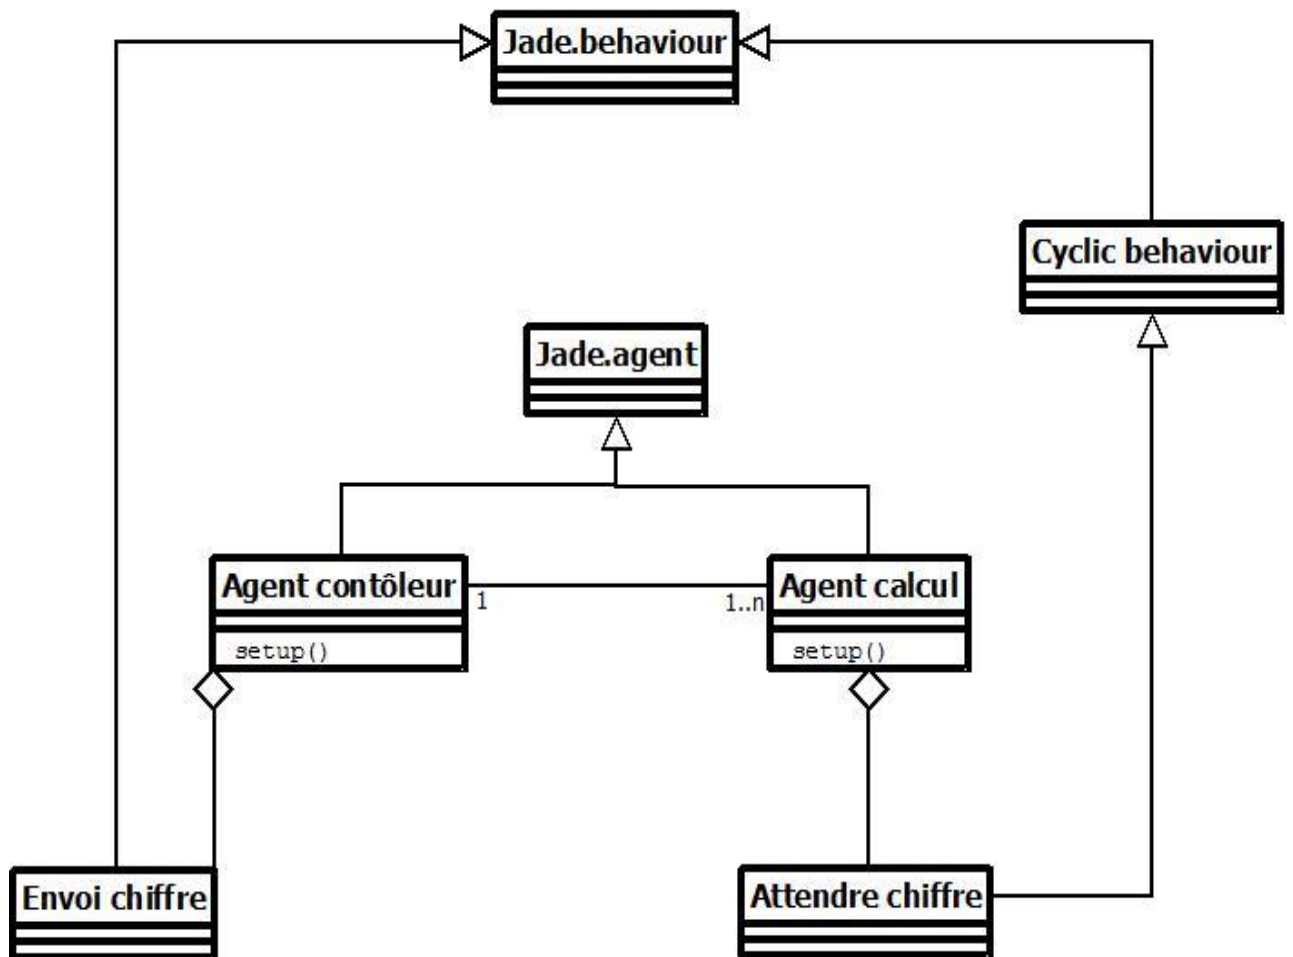 Jade.behaviour
Cyclic behaviour
Jade.agent
Agent contôleur
1
1..n
Agent calcul
setup()
setup()
Envoi chiffre
Attendre chiffre